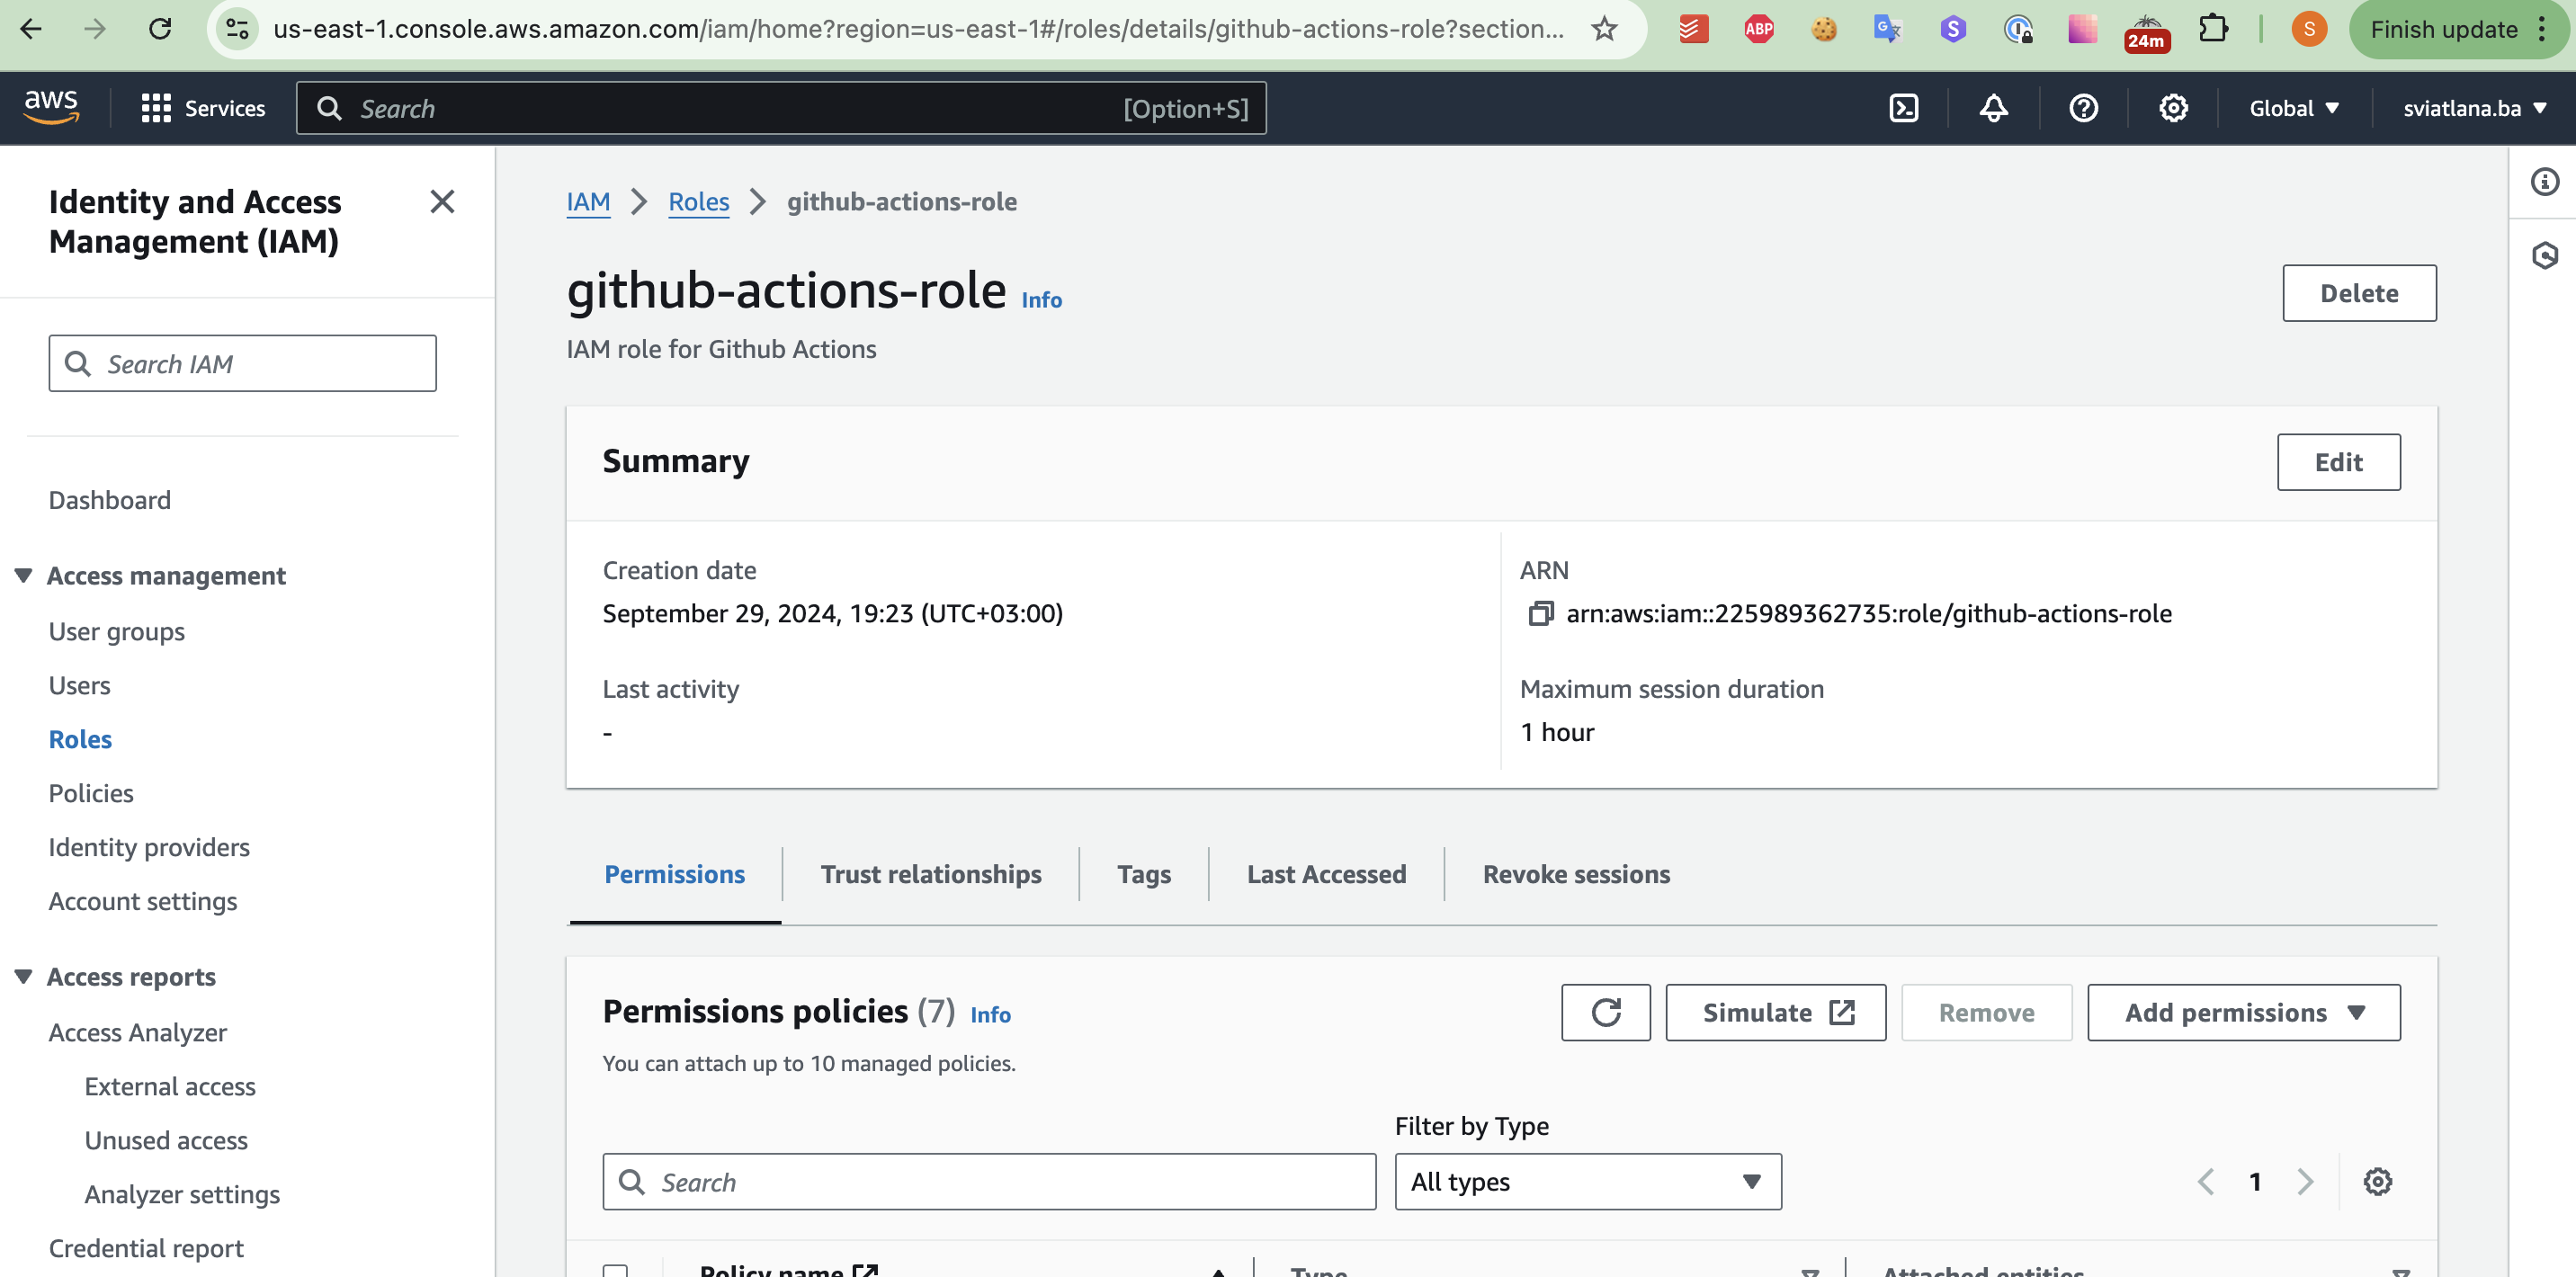 us-east-1.console.aws.amazon.com/iam/home?region=us-east-1#/roles/details/github-actions-role?section...
ABP
G
S
24m
S
Finish update
aws
Services
Search
[Option+S]
Global
sviatlana.ba
Identity and Access
Management (IAM)
Search IAM
Dashboard
Access management
User groups
Users
Roles
Policies
Identity providers
Account settings
Access reports
Access Analyzer
External access
Unused access
Analyzer settings
Credential report
IAM
Roles
github-actions-role
github-actions-role Info
Delete
IAM role for Github Actions
Summary
Edit
Creation date
September 29, 2024, 19:23 (UTC+03:00)
ARN
arn:aws:iam::225989362735:role/github-actions-role
Last activity
-
Maximum session duration
1 hour
Permissions
Trust relationships
Tags
Last Accessed
Revoke sessions
Permissions policies (7) Info
Simulate
Remove
Add permissions
You can attach up to 10 managed policies.
Filter by Type
Search
All types
1
Policy name
Type
Attached entities